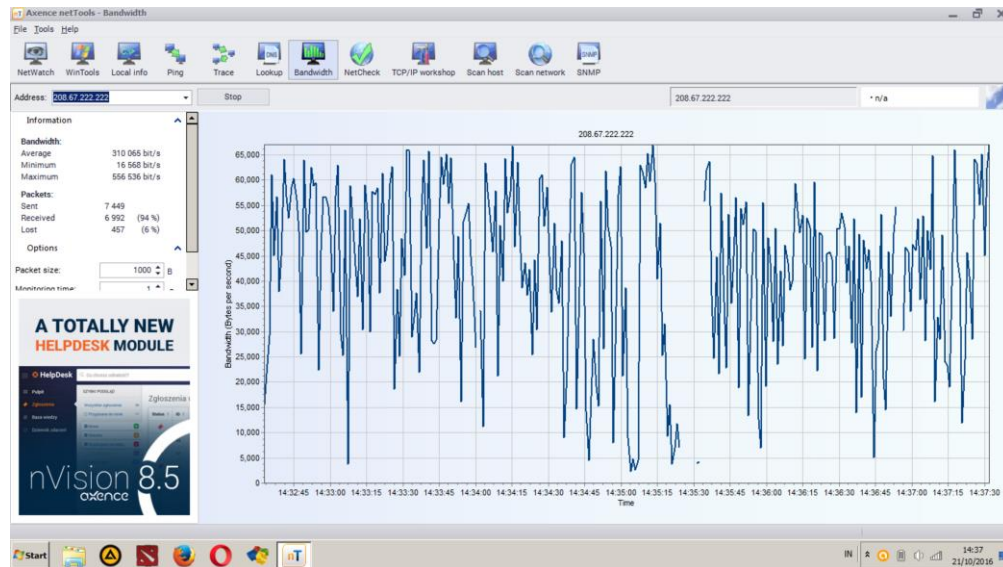 Axence netTools - Bandwidth
File Tools Help
NetWatch WinTools Local info Ping Trace Lookup Bandwidth NetCheck TCP/IP workshop Scan host Scan network SNMP
Address: 208.67.222.222 Stop 208.67.222.222 n/a
Information
Bandwidth:
Average 310 065 bit/s
Minimum 16 568 bit/s
Maximum 556 536 bit/s
Packets:
Sent 7 449
Received 6 992 (94 %)
Lost 457 (6 %)
Options
Packet size: 1000 B
Monitoring time: 1
A TOTALLY NEW
HELPDESK MODULE
HelpDesk
Zgłoszenia
nVision 8.5
axence
208.67.222.222
65,000
60,000
55,000
50,000
45,000
40,000
35,000
30,000
25,000
20,000
15,000
10,000
5,000
0
Bandwidth (Bytes per second)
14:32:45 14:33:00 14:33:15 14:33:30 14:33:45 14:34:00 14:34:15 14:34:30 14:34:45 14:35:00 14:35:15 14:35:30 14:35:45 14:36:00 14:36:15 14:36:30 14:36:45 14:37:00 14:37:15 14:37:30
Time
Start nT IN 14:37
21/10/2016